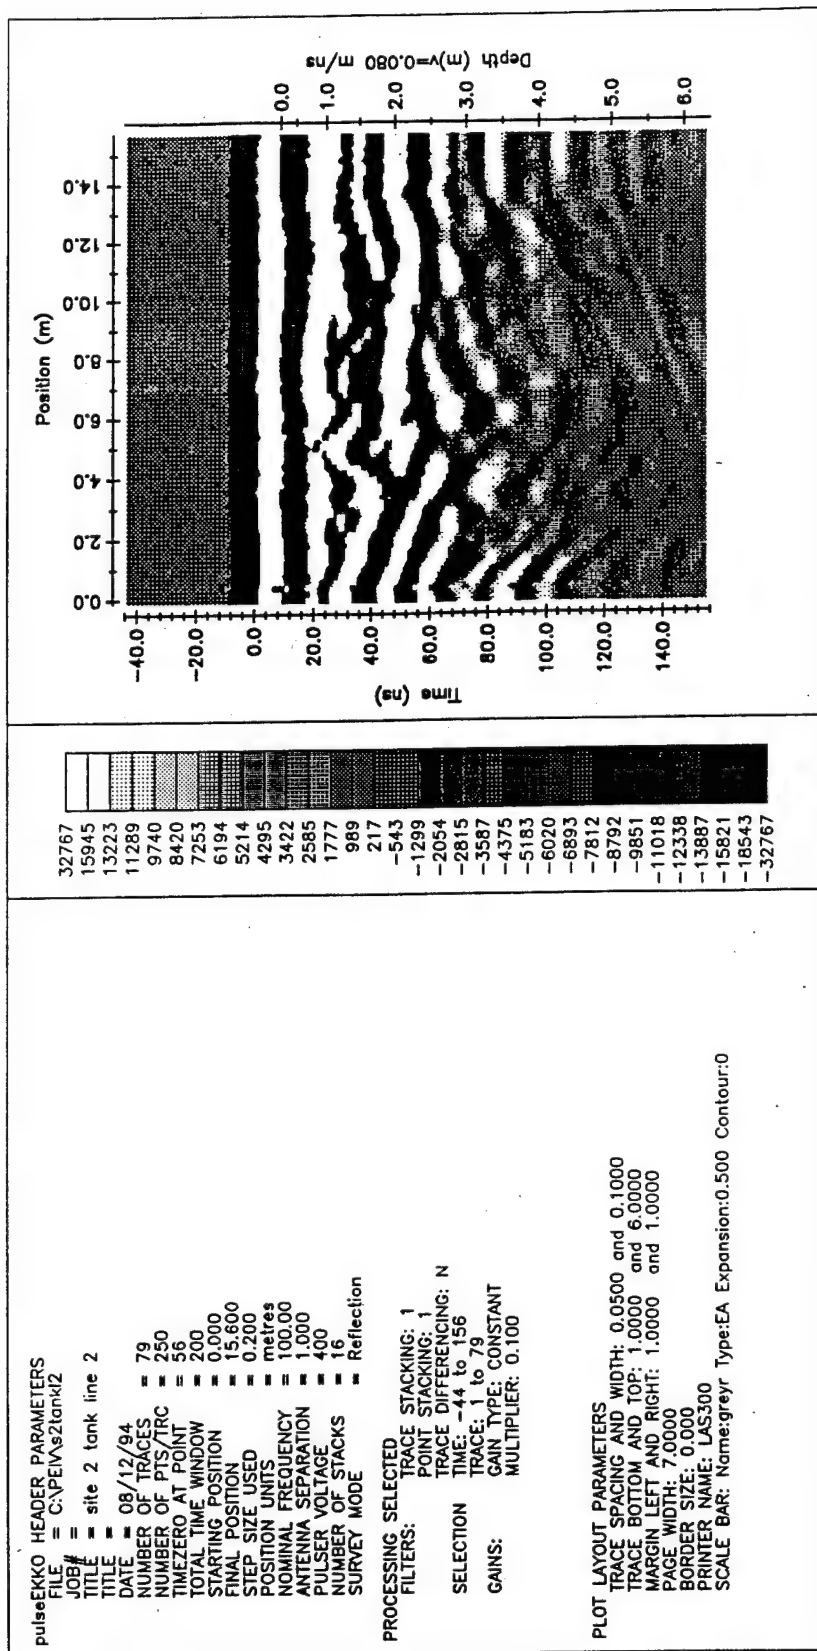 pulseEKKO HEADER PARAMETERS
FILE = C:\PEIV\s2tankl2
JOB# =
TITLE = site 2 tank line 2
TITLE =
DATE = 08/12/94
NUMBER OF TRACES = 79
NUMBER OF PTS/TRC = 250
TIMEZERO AT POINT = 56
TOTAL TIME WINDOW = 200
STARTING POSITION = 0.000
FINAL POSITION = 15.600
STEP SIZE USED = 0.200
POSITION UNITS = metres
NOMINAL FREQUENCY = 100.00
ANTENNA SEPARATION = 1.000
PULSER VOLTAGE = 400
NUMBER OF STACKS = 16
SURVEY MODE = Reflection
PROCESSING SELECTED
FILTERS: TRACE STACKING: 1
POINT STACKING: 1
TRACE DIFFERENCING: N
SELECTION TIME: -44 to 156
TRACE: 1 to 79
GAINS: GAIN TYPE: CONSTANT
MULTIPLIER: 0.100
PLOT LAYOUT PARAMETERS
TRACE SPACING AND WIDTH: 0.0500 and 0.1000
TRACE BOTTOM AND TOP: 1.0000 and 6.0000
MARGIN LEFT AND RIGHT: 1.0000 and 1.0000
PAGE WIDTH: 7.0000
BORDER SIZE: 0.000
PRINTER NAME: LAS300
SCALE BAR: Name:greyr Type:EA Expansion:0.500 Contour:0
32767
15945
13223
11289
9740
8420
7253
6194
5214
4295
3422
2585
1777
989
217
-543
-1299
-2054
-2815
-3587
-4375
-5183
-6020
-6893
-7812
-8792
-9851
-11018
-12338
-13887
-15821
-18543
-32767
Position (m)
0.0
2.0
4.0
6.0
8.0
10.0
12.0
14.0
Time (ns)
-40.0
-20.0
0.0
20.0
40.0
60.0
80.0
100.0
120.0
140.0
Depth (m)v=0.080 m/ns
0.0
1.0
2.0
3.0
4.0
5.0
6.0